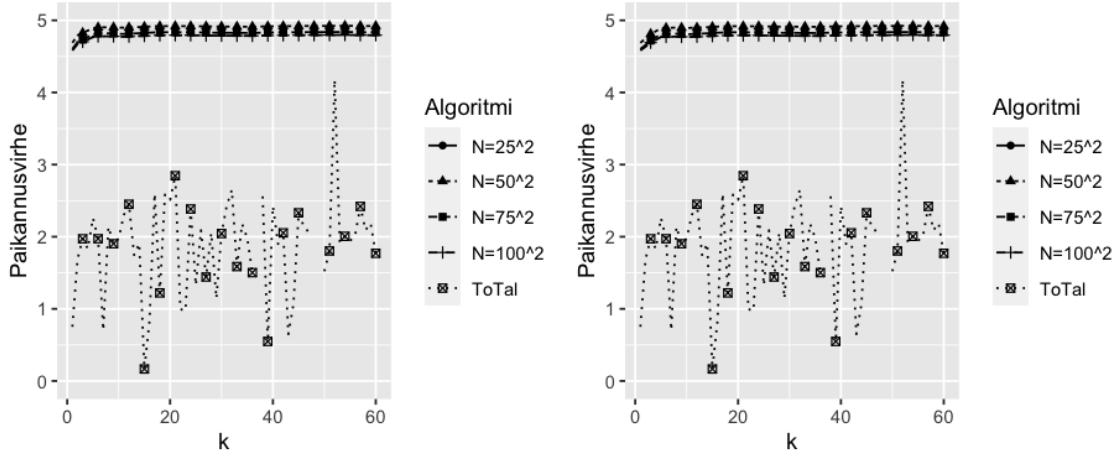 5
4
3
2
1
0
Paikannusvirhe
0
20
40
60
k
Algoritmi
N=25^2
N=50^2
N=75^2
N=100^2
ToTal
5
4
3
2
1
0
Paikannusvirhe
0
20
40
60
k
Algoritmi
N=25^2
N=50^2
N=75^2
N=100^2
ToTal